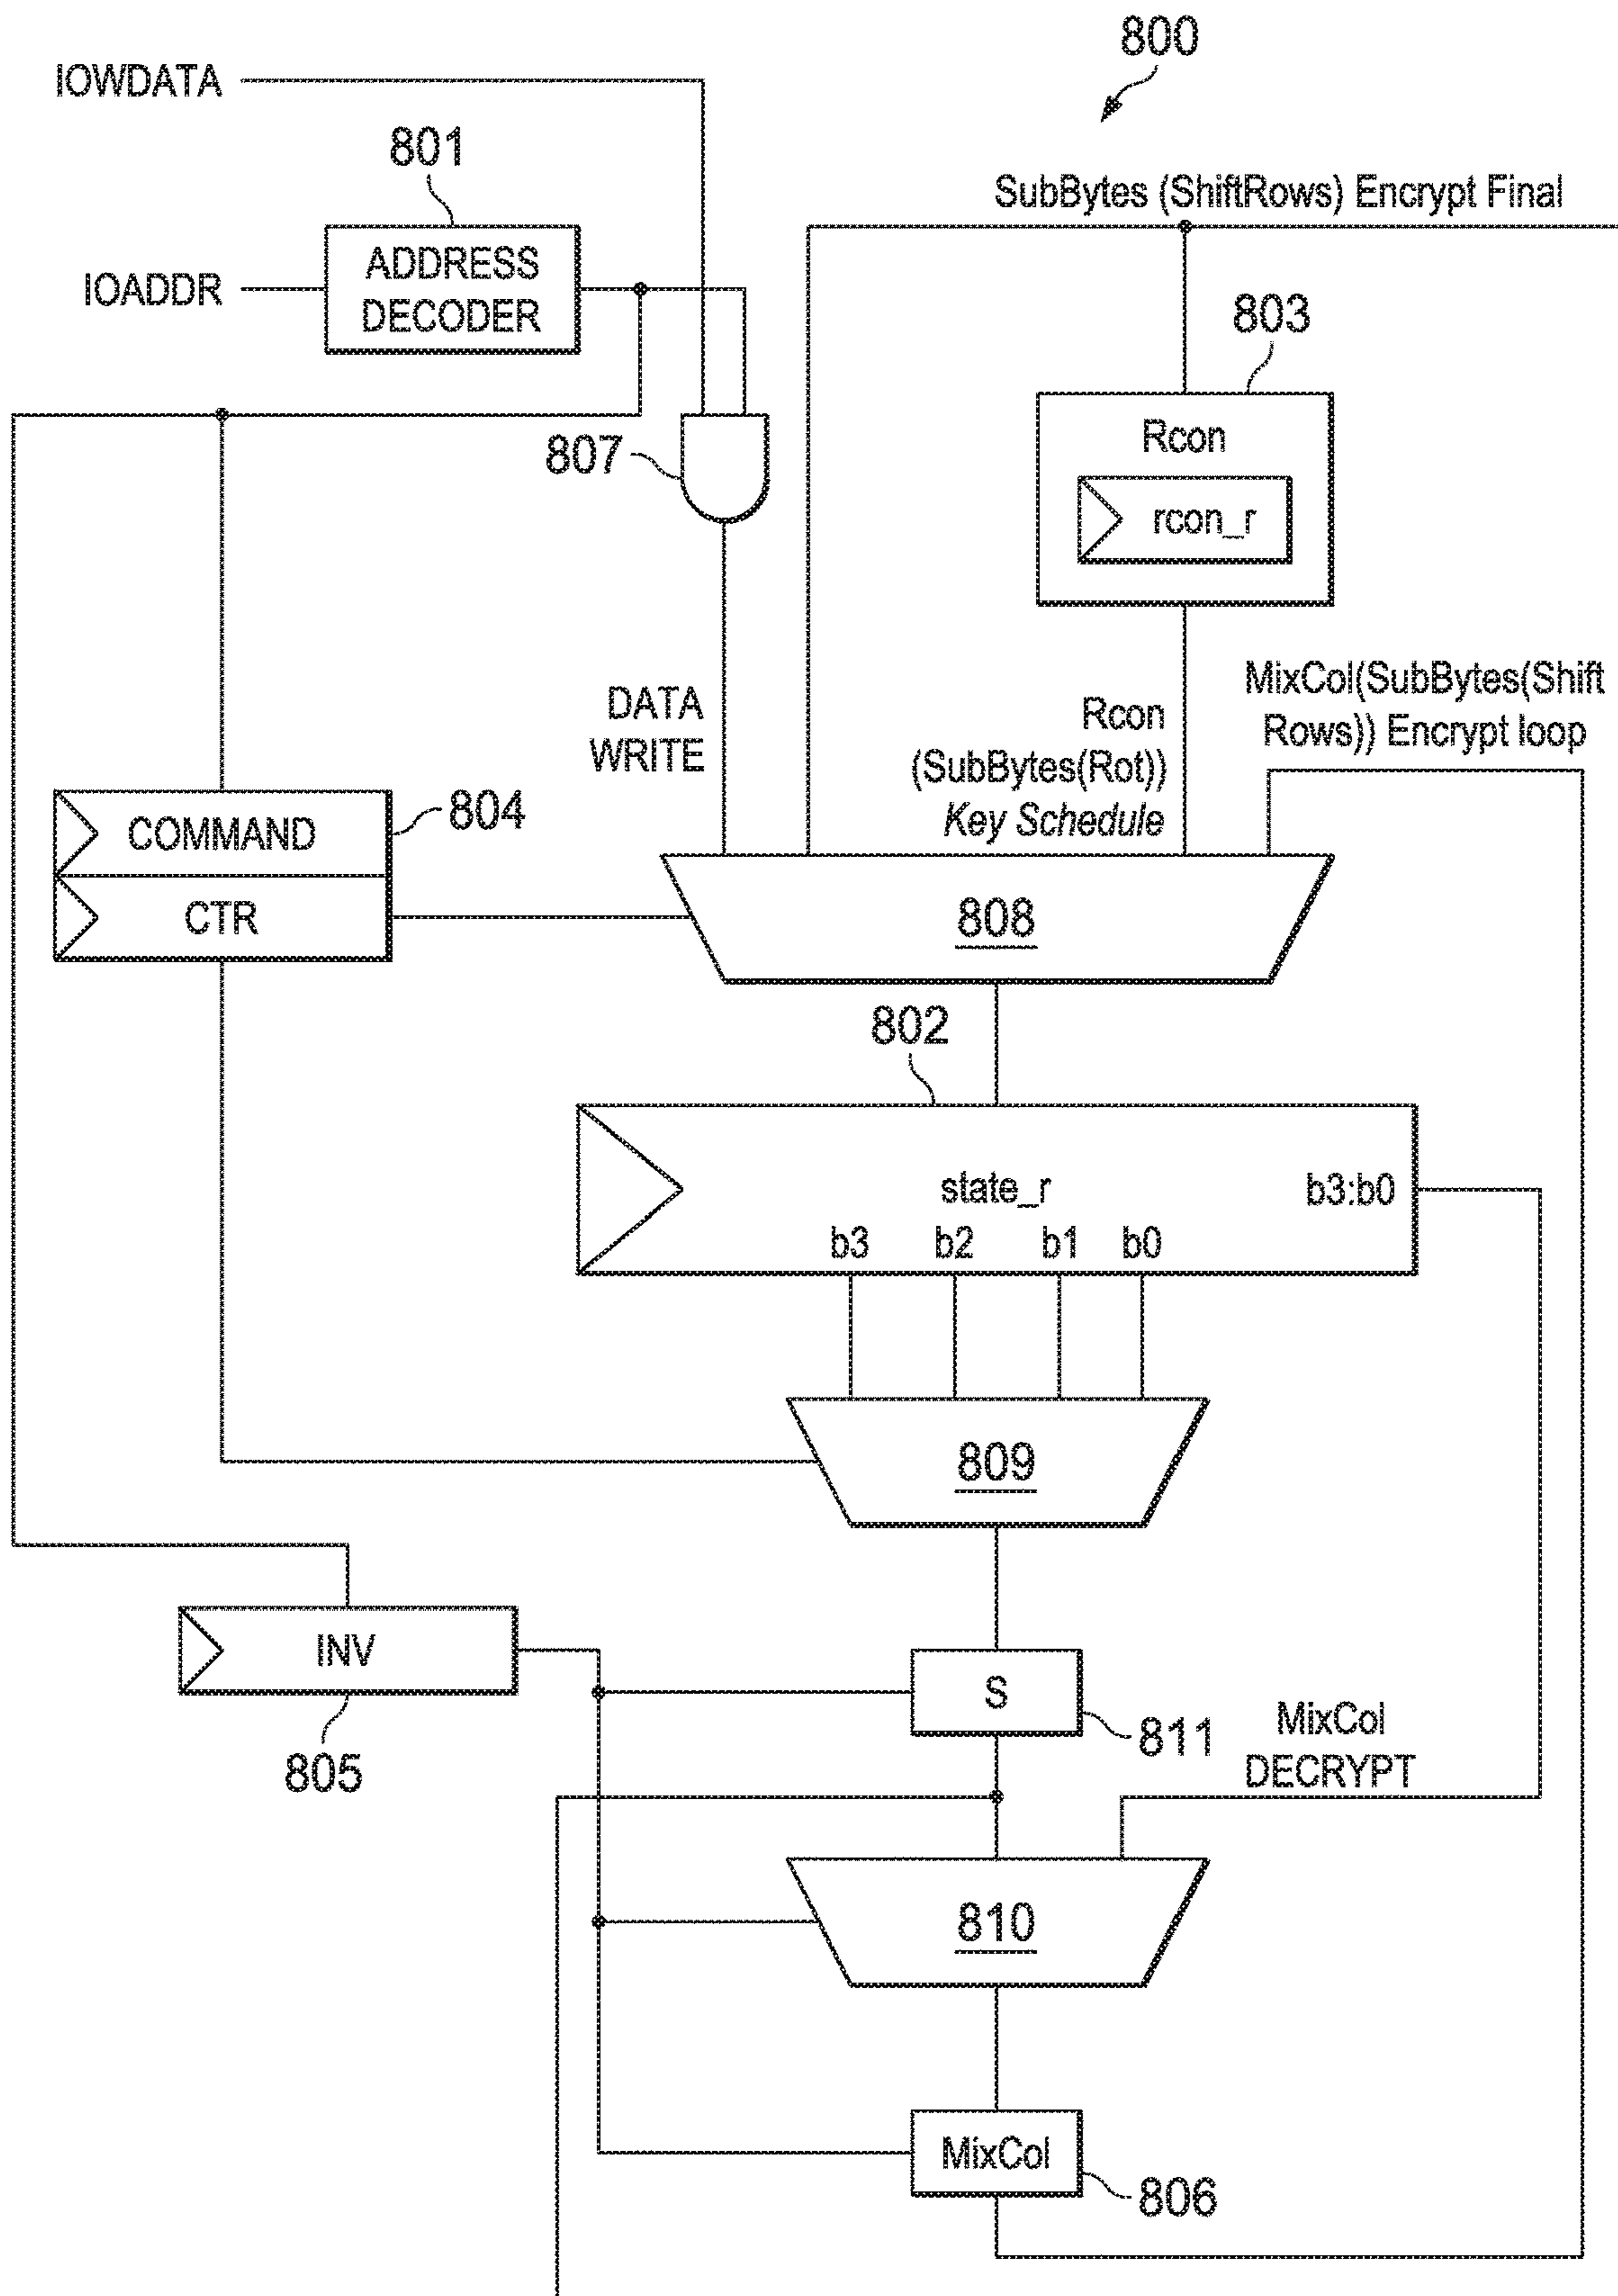 800
IOWDATA
801
SubBytes (ShiftRows) Encrypt Final
ADDRESS
DECODER
IOADDR
803
Rcon
rcon_r
807
MixCol(SubBytes(Shift
Rows)) Encrypt loop
DATA
WRITE
Rcon
(SubBytes(Rot))
Key Schedule
804
COMMAND
CTR
808
802
state_r
b3:b0
b3 b2 b1 b0
809
INV
805
S
811
MixCol
DECRYPT
810
MixCol
806